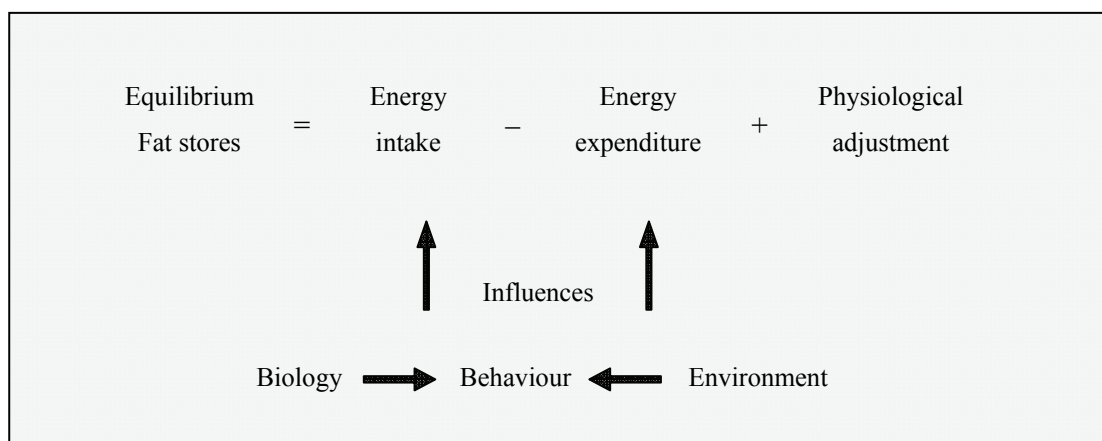 Equilibrium Energy Energy Physiological
Fat stores = intake – expenditure + adjustment
Influences
Biology Behaviour Environment